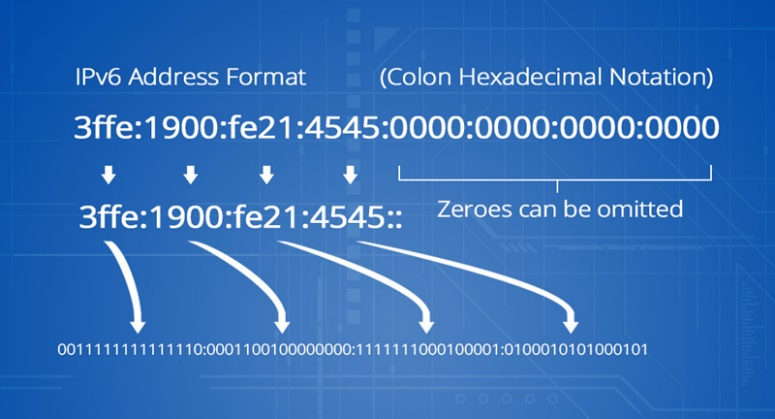 IPv6 Address Format (Colon Hexadecimal Notation)
3ffe:1900:fe21:4545:0000:0000:0000:0000
3ffe:1900:fe21:4545::
Zeroes can be omitted
0011111111111110:0001100100000000:1111111000100001:0100010101000101